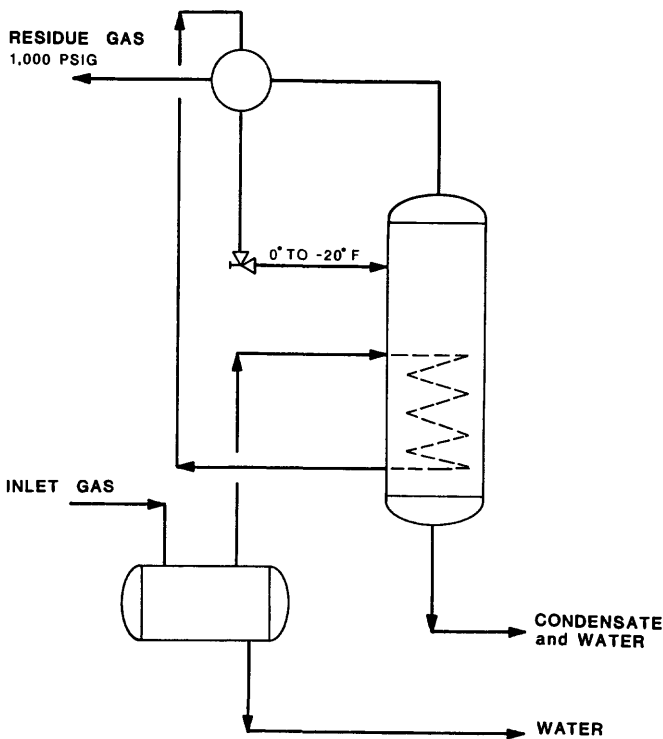 RESIDUE GAS
1,000 PSIG
0° TO -20° F
INLET GAS
CONDENSATE
and WATER
WATER